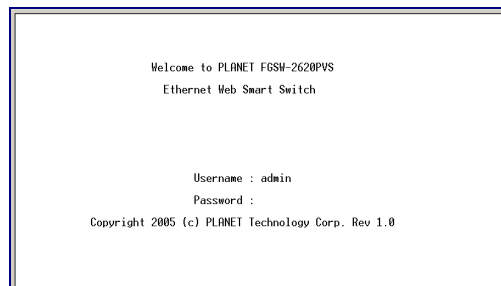 Welcome to PLANET FGSW-2620PVS
Ethernet Web Smart Switch
Username : admin
Password :
Copyright 2005 (c) PLANET Technology Corp. Rev 1.0